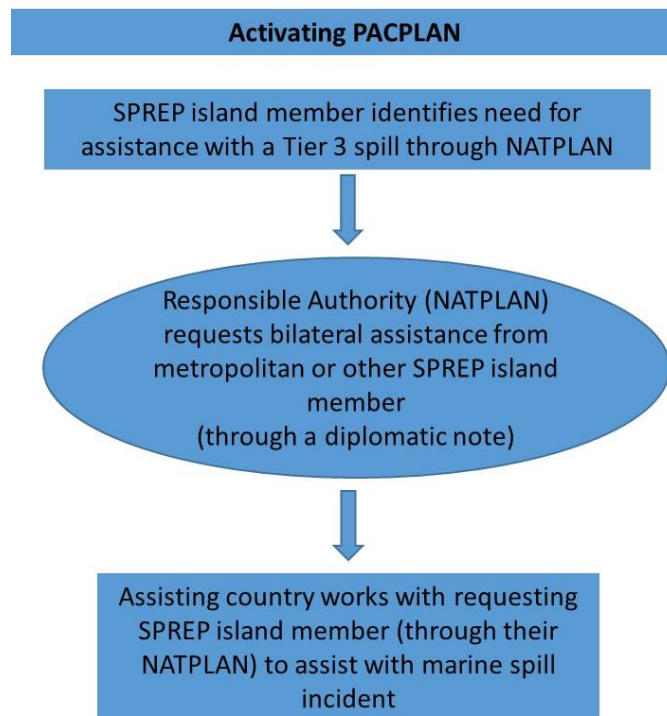 Activating PACPLAN
SPREP island member identifies need for
assistance with a Tier 3 spill through NATPLAN
Responsible Authority (NATPLAN)
requests bilateral assistance from
metropolitan or other SPREP island
member
(through a diplomatic note)
Assisting country works with requesting
SPREP island member (through their
NATPLAN) to assist with marine spill
incident